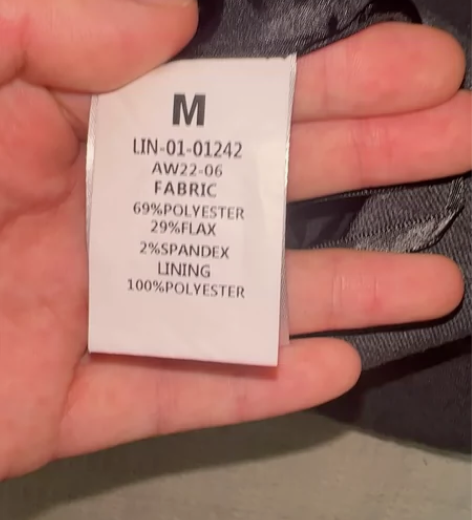 M
LIN-01-01242
AW22-06
FABRIC
69%POLYESTER
29%FLAX
2%SPANDEX
LINING
100%POLYESTER